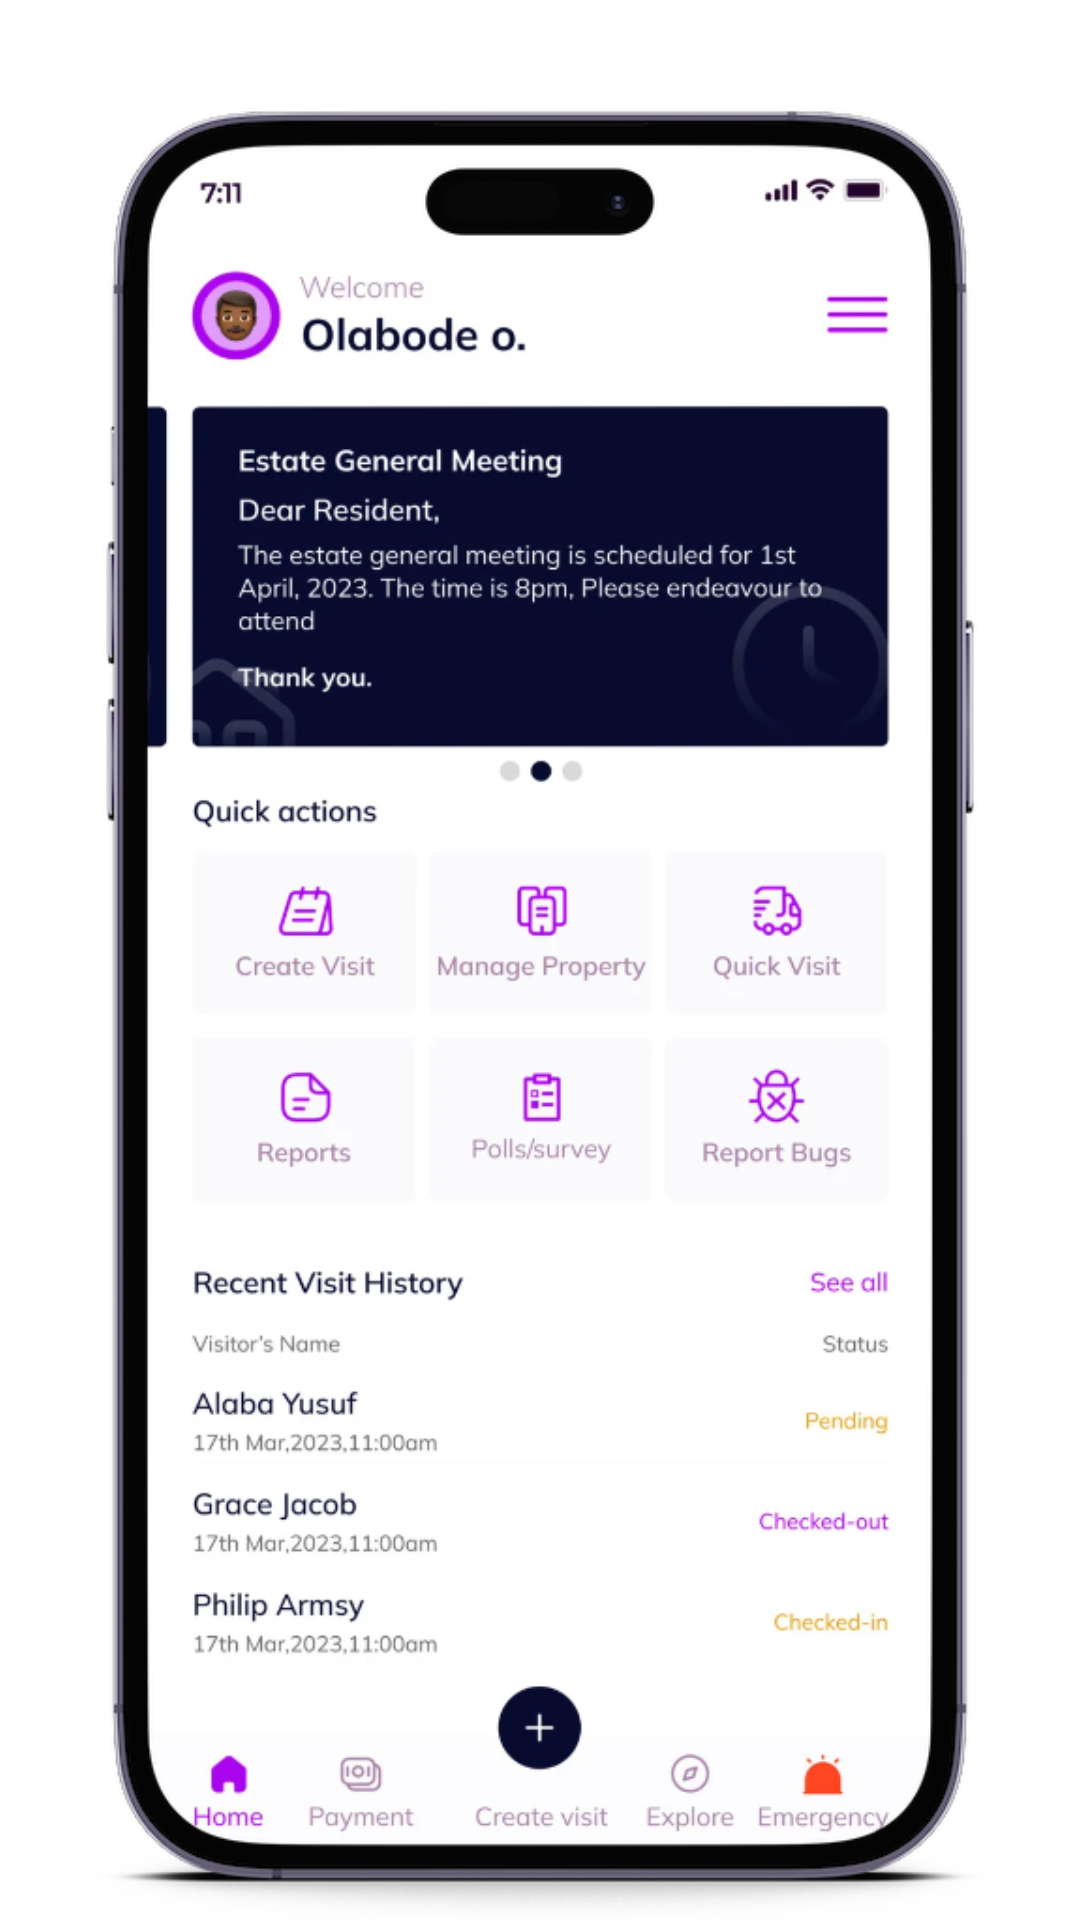 7:11
Welcome
Olabode o.
Estate General Meeting
Dear Resident,
The estate general meeting is scheduled for 1st
April, 2023. The time is 8pm, Please endeavour to
attend
Thank you.
Quick actions
Create Visit
Manage Property
Quick Visit
Reports
Polls/survey
Report Bugs
Recent Visit History
See all
Visitor's Name
Status
Alaba Yusuf
Pending
17th Mar,2023,11:00am
Grace Jacob
Checked-out
17th Mar,2023,11:00am
Philip Armsy
Checked-in
17th Mar,2023,11:00am
Home
Payment
Create visit
Explore
Emergency